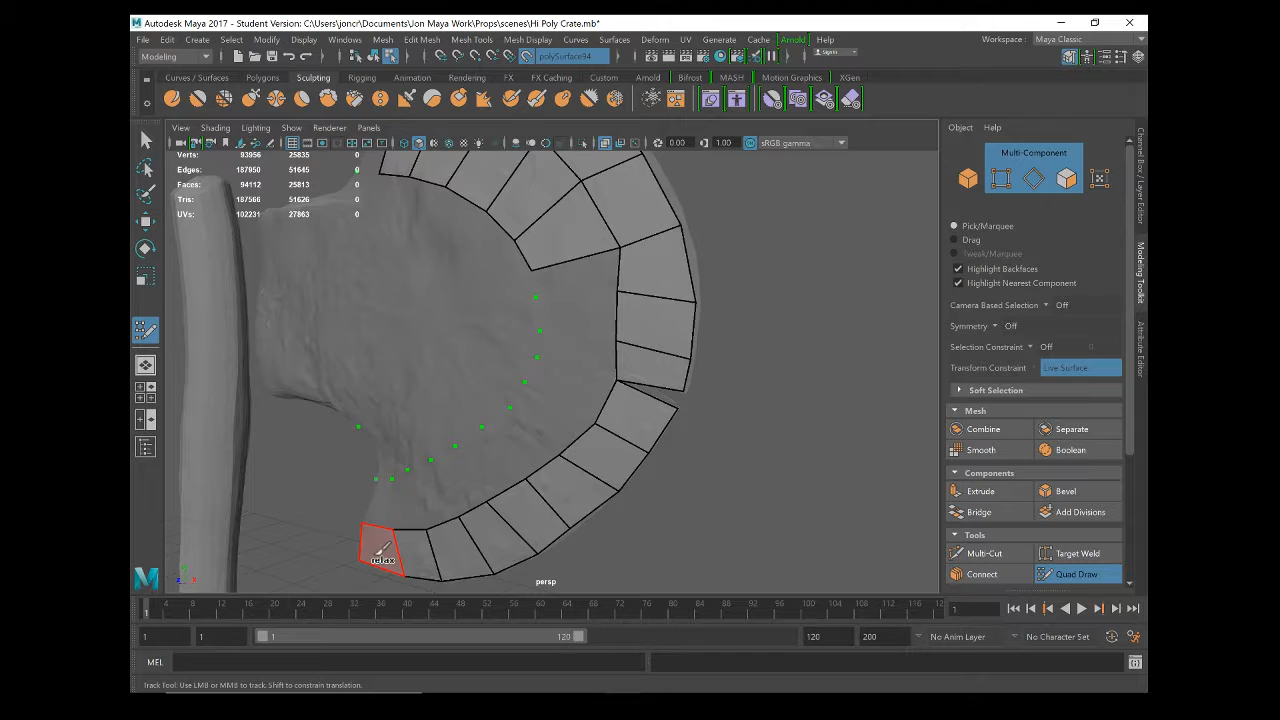 Autodesk Maya 2017 - Student Version: C:\Users\joncr\Documents\Jon Maya Work\Props\scenes\Hi Poly Crate.mb*
File Edit Create Select Modify Display Windows Mesh Edit Mesh Mesh Tools Mesh Display Curves Surfaces Deform UV Generate Cache Arnold Help
Workspace : Maya Classic
Modeling polySurface94 Sign In
Curves / Surfaces Polygons Sculpting Rigging Animation Rendering FX FX Caching Custom Arnold Bifrost MASH Motion Graphics XGen
View Shading Lighting Show Renderer Panels
0.00 1.00 sRGB gamma
Verts: 93956 25835 0
Edges: 187950 51645 0
Faces: 94112 25813 0
Tris: 187566 51626 0
UVs: 102231 27863 0
relax
persp
Object Help
Multi-Component
Pick/Marquee
Drag
Tweak/Marquee
Highlight Backfaces
Highlight Nearest Component
Camera Based Selection Off
Symmetry Off
Selection Constraint Off 0
Transform Constraint Live Surface
Soft Selection
Mesh
Combine Separate
Smooth Boolean
Components
Extrude Bevel
Bridge Add Divisions
Tools
Multi-Cut Target Weld
Connect Quad Draw
Channel Box / Layer Editor
Modeling Toolkit
Attribute Editor
1 4 8 12 16 20 24 28 32 36 40 44 48 52 56 60 64 68 72 76 80 84 88 92 96 100 104 108 112 116 12 1
1 1 1 120 120 200 No Anim Layer No Character Set
MEL
Track Tool: Use LMB or MMB to track. Shift to constrain translation.